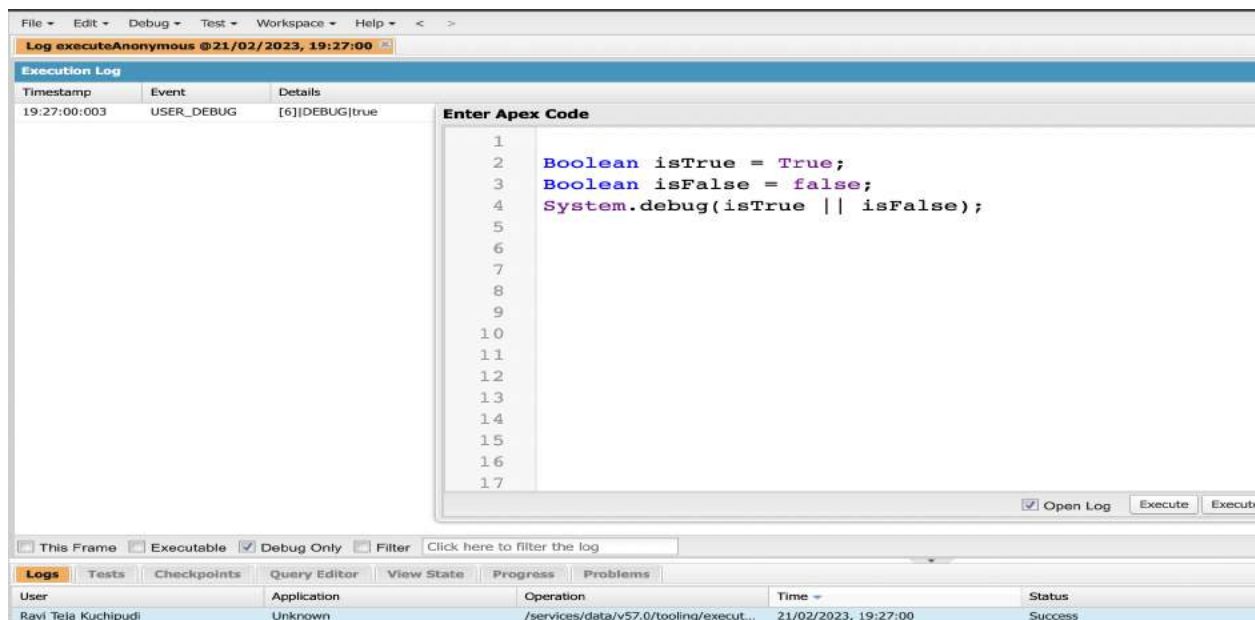 File Edit Debug Test Workspace Help < >
Log executeAnonymous @21/02/2023, 19:27:00
Execution Log
Timestamp Event Details
19:27:00:003 USER_DEBUG [6]|DEBUG|true
Enter Apex Code
1
2 Boolean isTrue = True;
3 Boolean isFalse = false;
4 System.debug(isTrue || isFalse);
5
6
7
8
9
10
11
12
13
14
15
16
17
Open Log Execute Execute
This Frame Executable Debug Only Filter Click here to filter the log
Logs Tests Checkpoints Query Editor View State Progress Problems
User Application Operation Time Status
Ravi Teja Kuchipudi Unknown /services/data/v57.0/tooling/execut... 21/02/2023, 19:27:00 Success